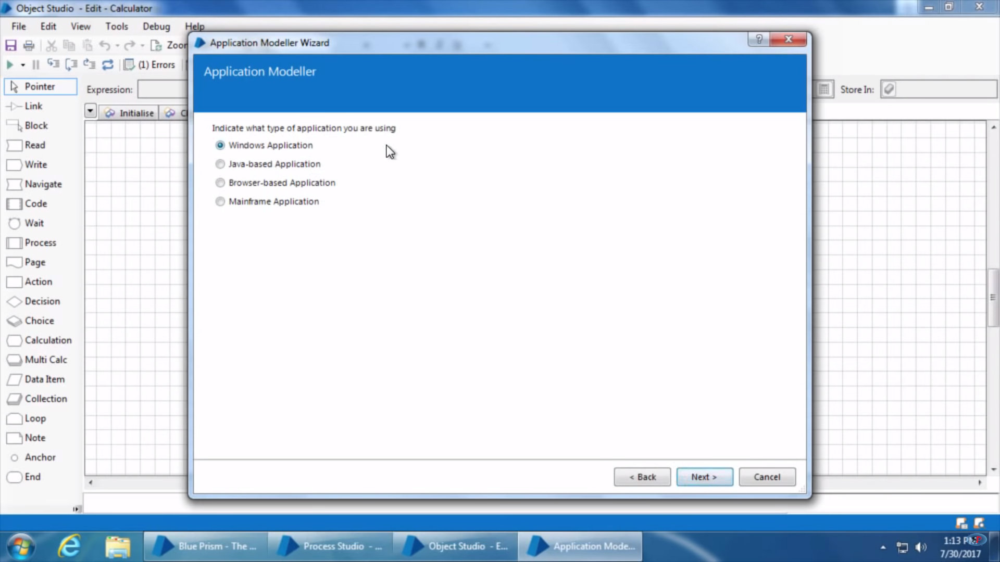 Object Studio - Edit - Calculator
File Edit View Tools Debug Help
Zoo
(1) Errors
Application Modeller Wizard
Application Modeller
Pointer
Link
Block
Read
Write
Navigate
Code
Wait
Process
Page
Action
Decision
Choice
Calculation
Multi Calc
Data Item
Collection
Loop
Note
Anchor
End
Expression:
Store In:
Initialise
Indicate what type of application you are using
Windows Application
Java-based Application
Browser-based Application
Mainframe Application
< Back
Next >
Cancel
Blue Prism - The ...
Process Studio - ...
Object Studio - E...
Application Mode...
1:13 PM
7/30/2017